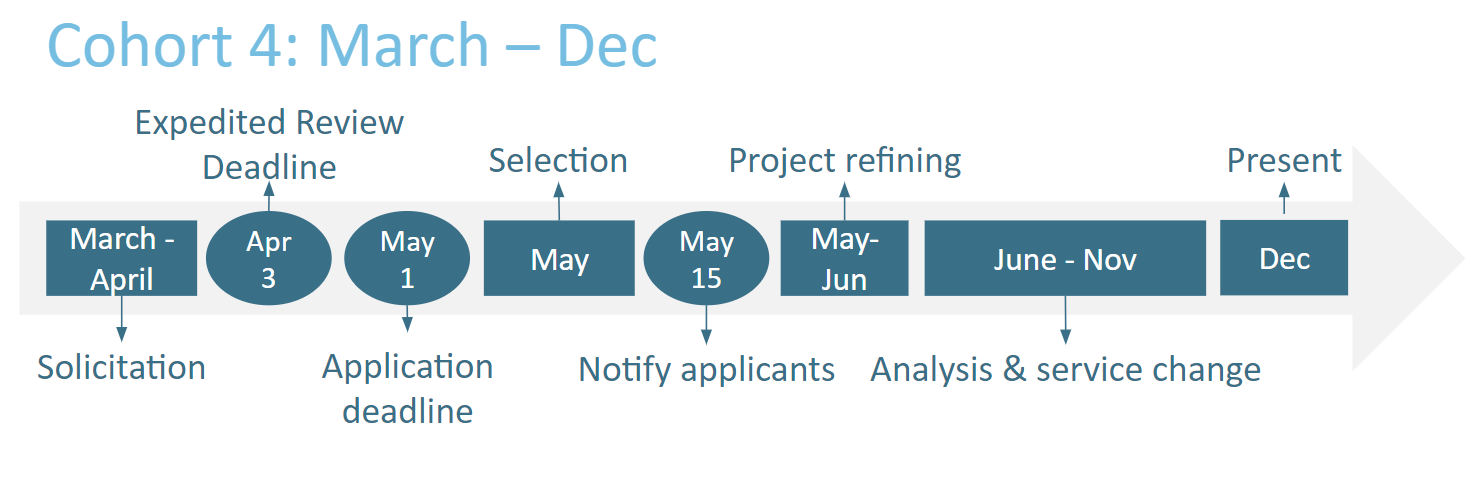 Cohort 4: March – Dec
Expedited Review
Deadline
Selection
Project refining
Present
March -
April
Apr
3
May
1
May
May
15
May-
Jun
June - Nov
Dec
Solicitation
Application
deadline
Notify applicants
Analysis & service change